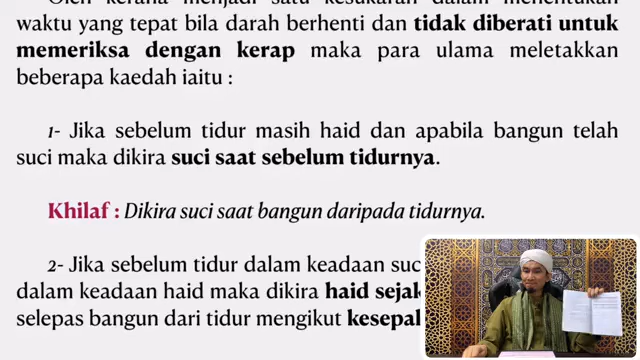 waktu yang tepat bila darah berhenti dan tidak diberati untuk
memeriksa dengan kerap maka para ulama meletakkan
beberapa kaedah iaitu :
1- Jika sebelum tidur masih haid dan apabila bangun telah
suci maka dikira suci saat sebelum tidurnya.
Khilaf : Dikira suci saat bangun daripada tidurnya.
2- Jika sebelum tidur dalam keadaan suc
dalam keadaan haid maka dikira haid sejak
selepas bangun dari tidur mengikut kesepak